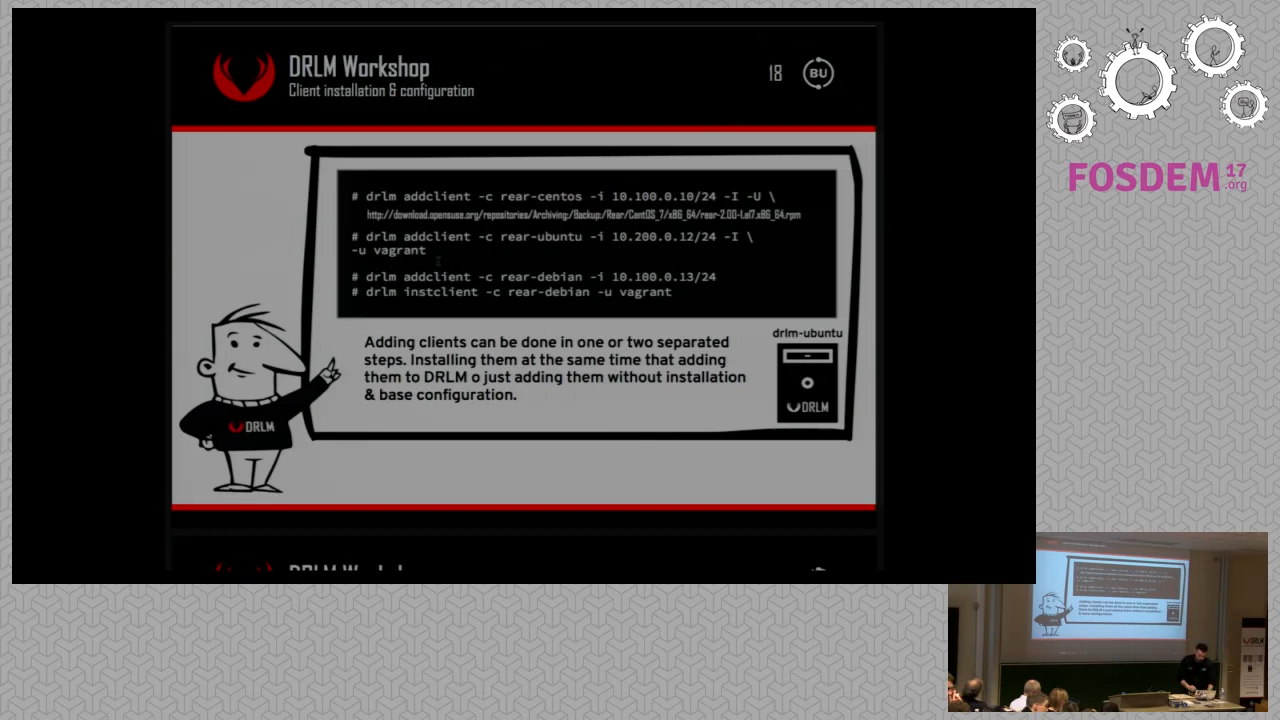 DRLM Workshop
Client installation & configuration
18
BU
# drlm addclient -c rear-centos -i 10.100.0.10/24 -I -U \
http://download.opensuse.org/repositories/Archiving:/Backup:/Rear/CentOS_7/x86_64/rear-2.00-1.el7.x86_64.rpm
# drlm addclient -c rear-ubuntu -i 10.200.0.12/24 -I \
-u vagrant
# drlm addclient -c rear-debian -i 10.100.0.13/24
# drlm instclient -c rear-debian -u vagrant
Adding clients can be done in one or two separated
steps. Installing them at the same time that adding
them to DRLM o just adding them without installation
& base configuration.
drlm-ubuntu
DRLM
DRLM
FOSDEM 17
.org